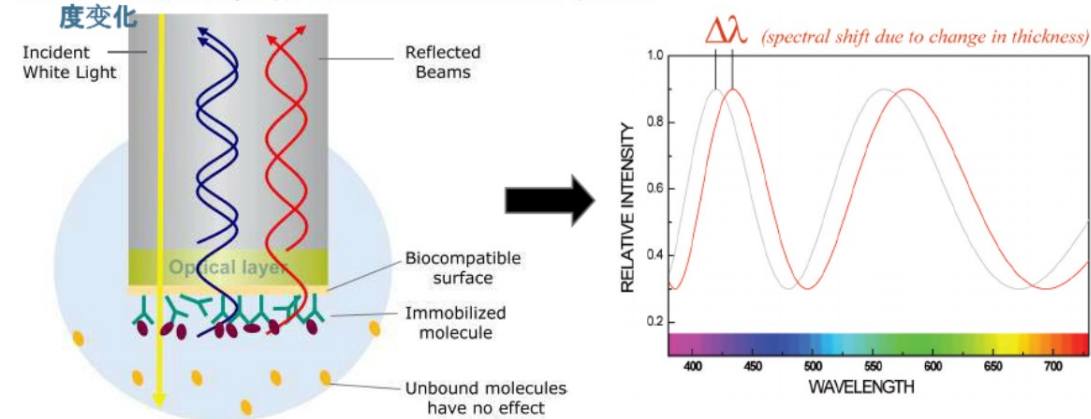 度变化
Incident
White Light
Reflected
Beams
Optical layer
Biocompatible
surface
Immobilized
molecule
Unbound molecules
have no effect
Δλ (spectral shift due to change in thickness)
RELATIVE INTENSITY
1.0
0.8
0.6
0.4
0.2
400 450 500 550 600 650 700
WAVELENGTH